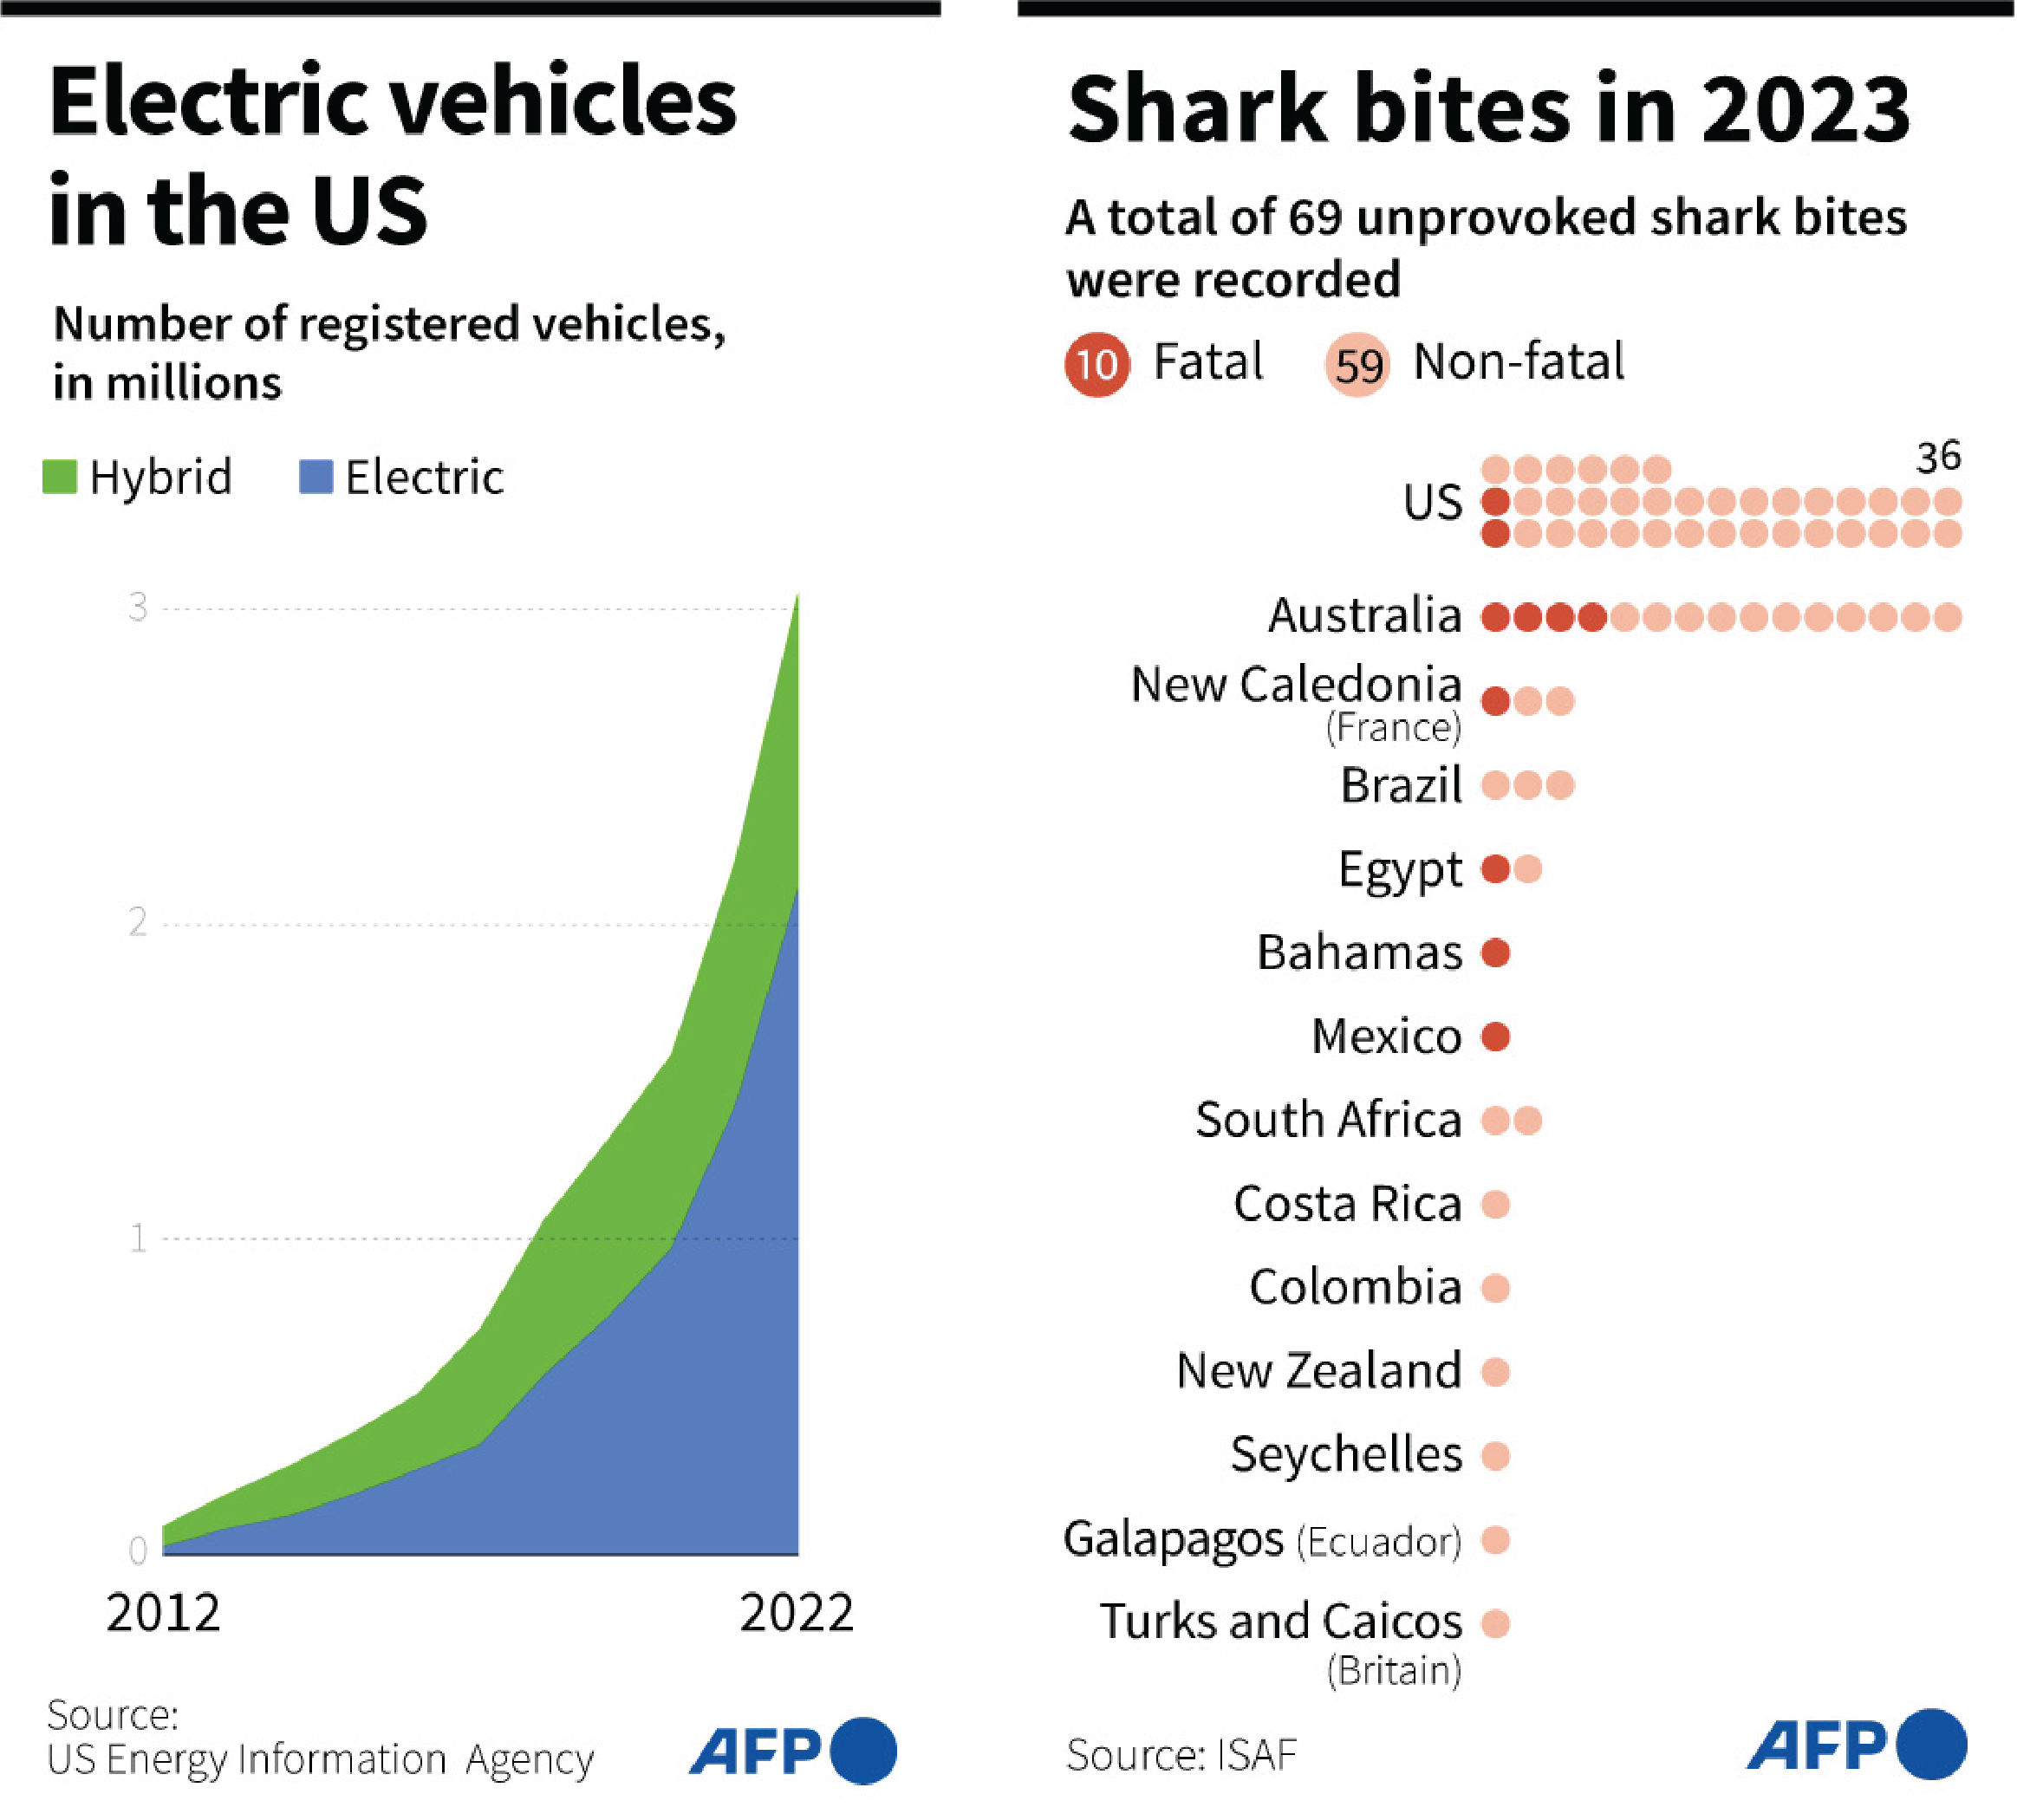 Electric vehicles
in the US
Number of registered vehicles,
in millions
Hybrid
Electric
3
2
1
0
2012
2022
Source:
US Energy Information Agency
AFP
Shark bites in 2023
A total of 69 unprovoked shark bites
were recorded
10 Fatal
59 Non-fatal
36
US
Australia
New Caledonia
(France)
Brazil
Egypt
Bahamas
Mexico
South Africa
Costa Rica
Colombia
New Zealand
Seychelles
Galapagos (Ecuador)
Turks and Caicos
(Britain)
Source: ISAF
AFP